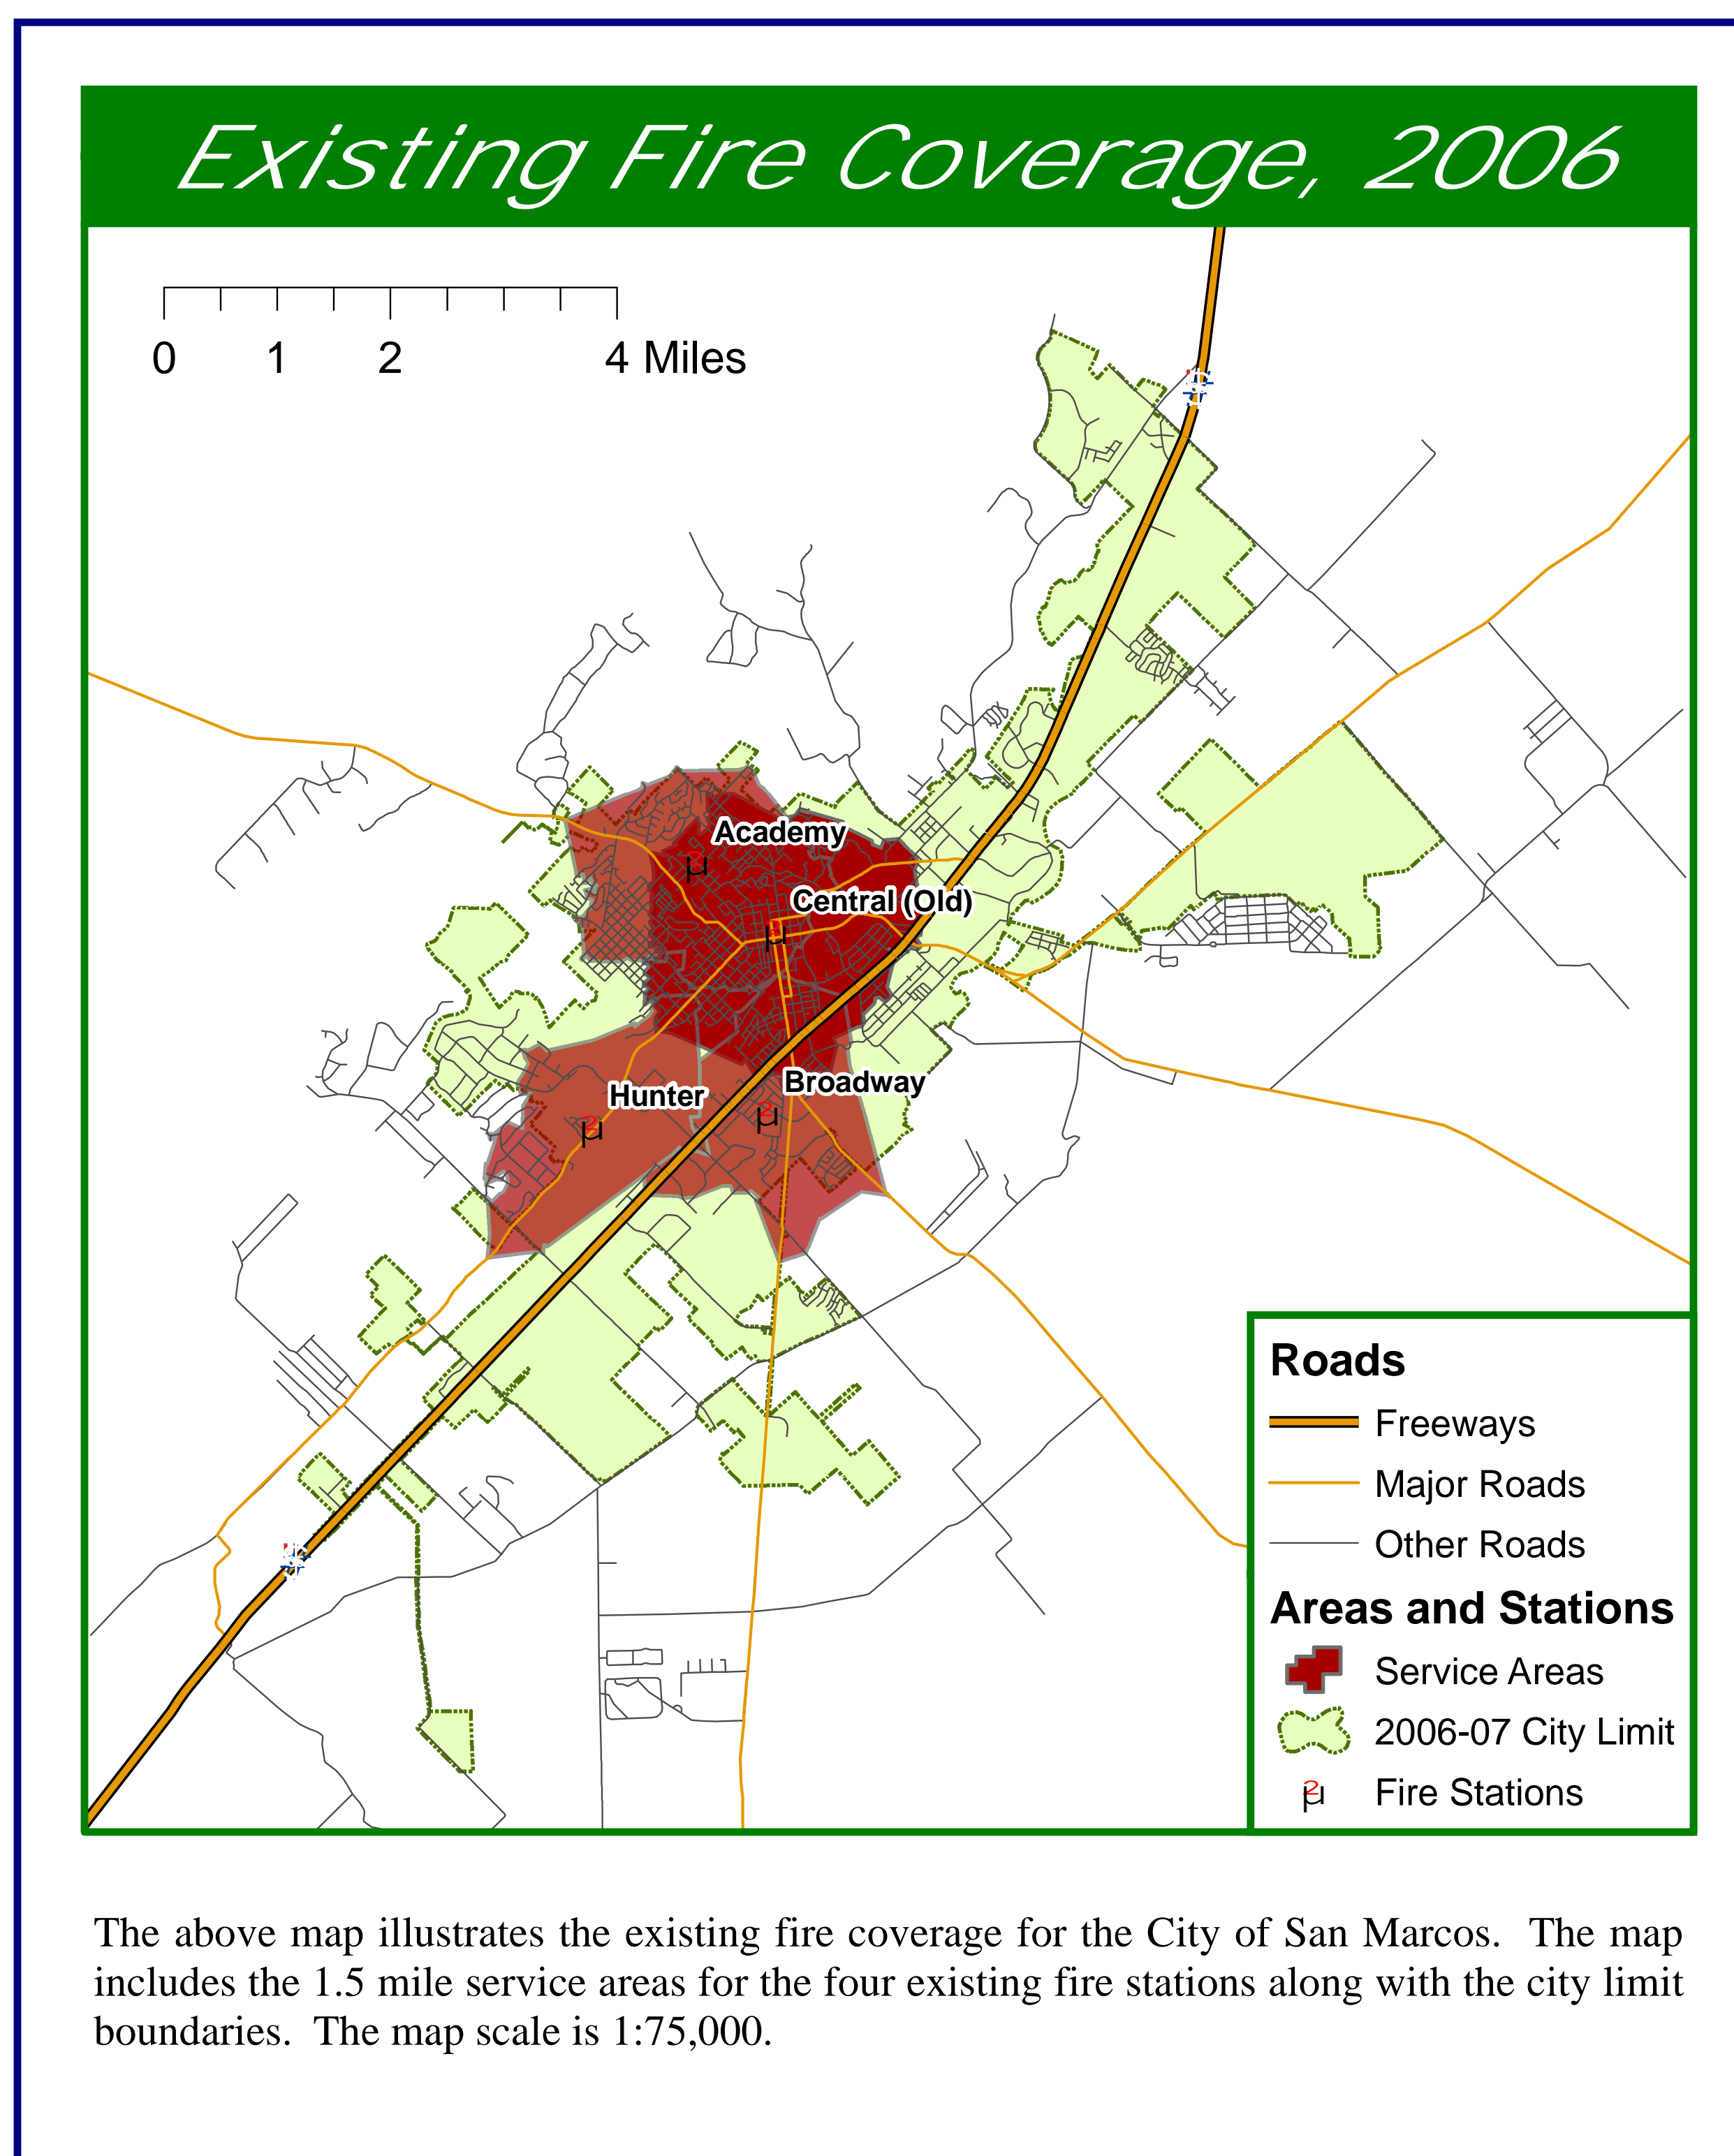 Existing Fire Coverage, 2006
0 1 2 4 Miles
Academy
Central (Old)
Hunter
Broadway
Roads
Freeways
Major Roads
Other Roads
Areas and Stations
Service Areas
2006-07 City Limit
Fire Stations
The above map illustrates the existing fire coverage for the City of San Marcos. The map
includes the 1.5 mile service areas for the four existing fire stations along with the city limit
boundaries. The map scale is 1:75,000.